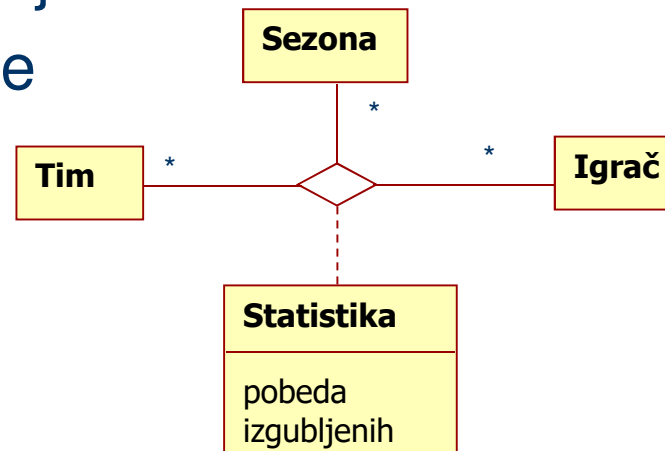 j
e
Sezona
*
Tim
*
*
Igrač
Statistika
pobeda
izgubljenih